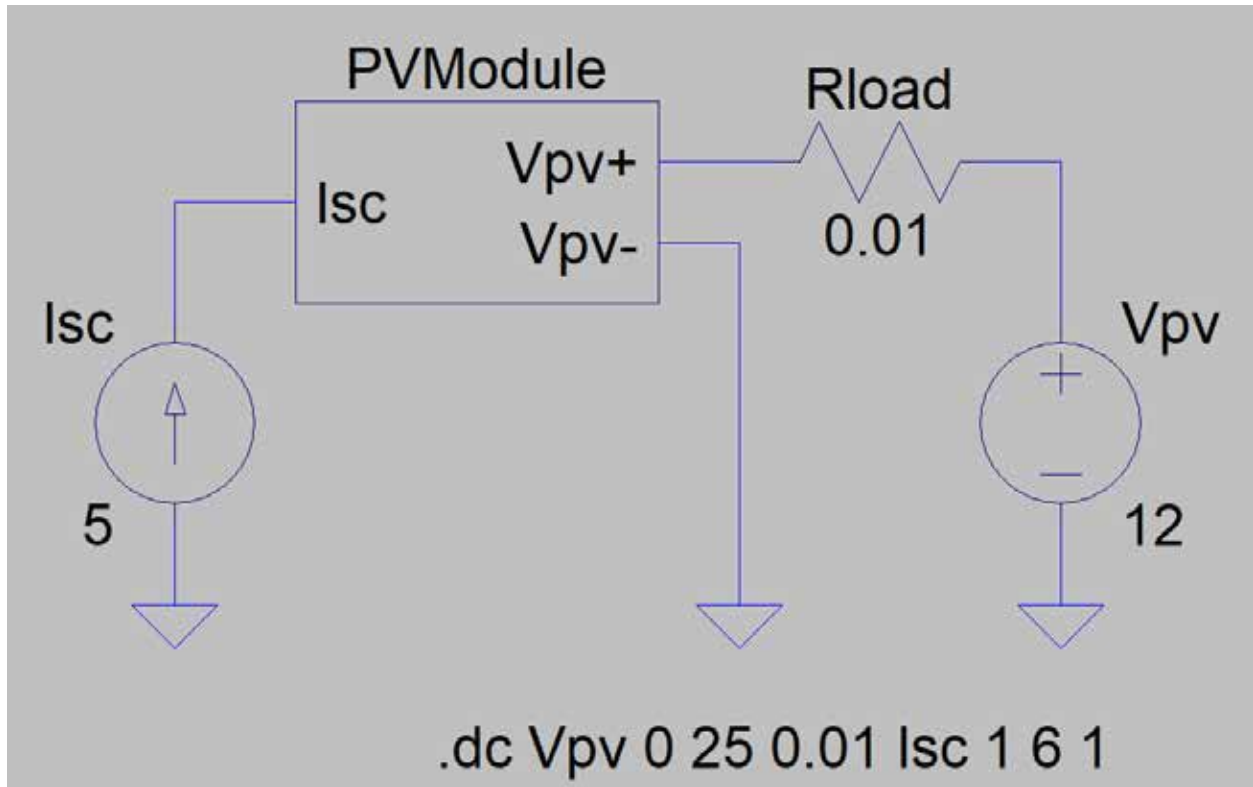 PVModule
Rload
Isc
Vpv+
Vpv-
0.01
Isc
5
Vpv
12
.dc Vpv 0 25 0.01 Isc 1 6 1